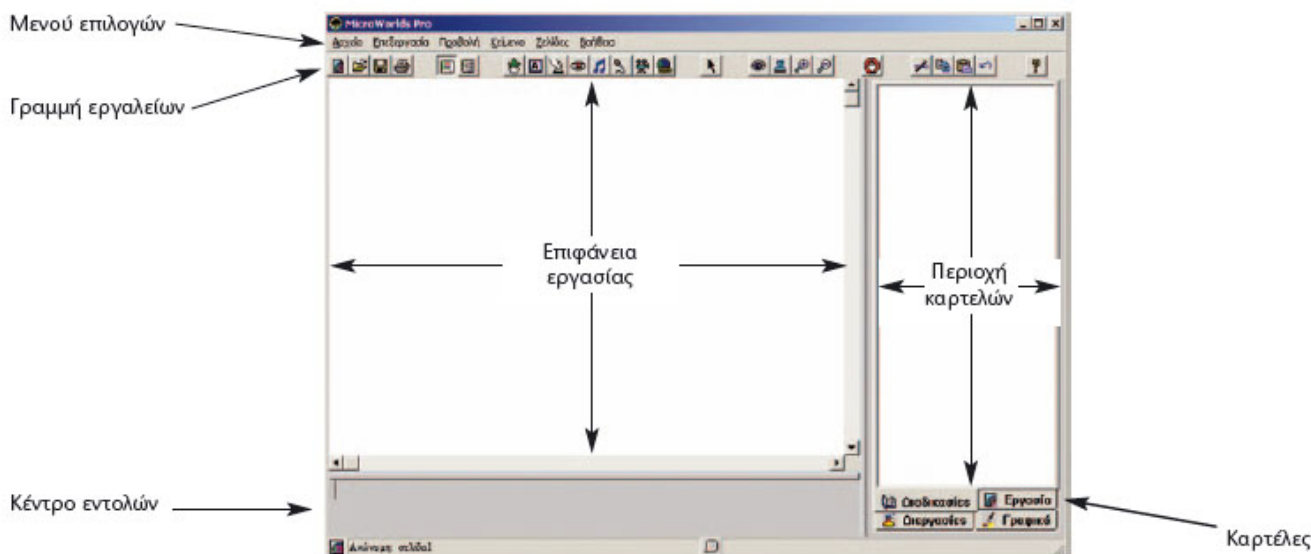 Μενού επιλογών
MicroWorlds Pro
Αρχείο Επεξεργασία Προβολή Κείμενο Σελίδες Βοήθεια
Γραμμή εργαλείων
Επιφάνεια
εργασίας
Περιοχή
καρτελών
Κέντρο εντολών
Διαδικασίες Εργασία
Διεργασίες Γραφικά
Καρτέλες
Ανώνυμη: σελίδα1